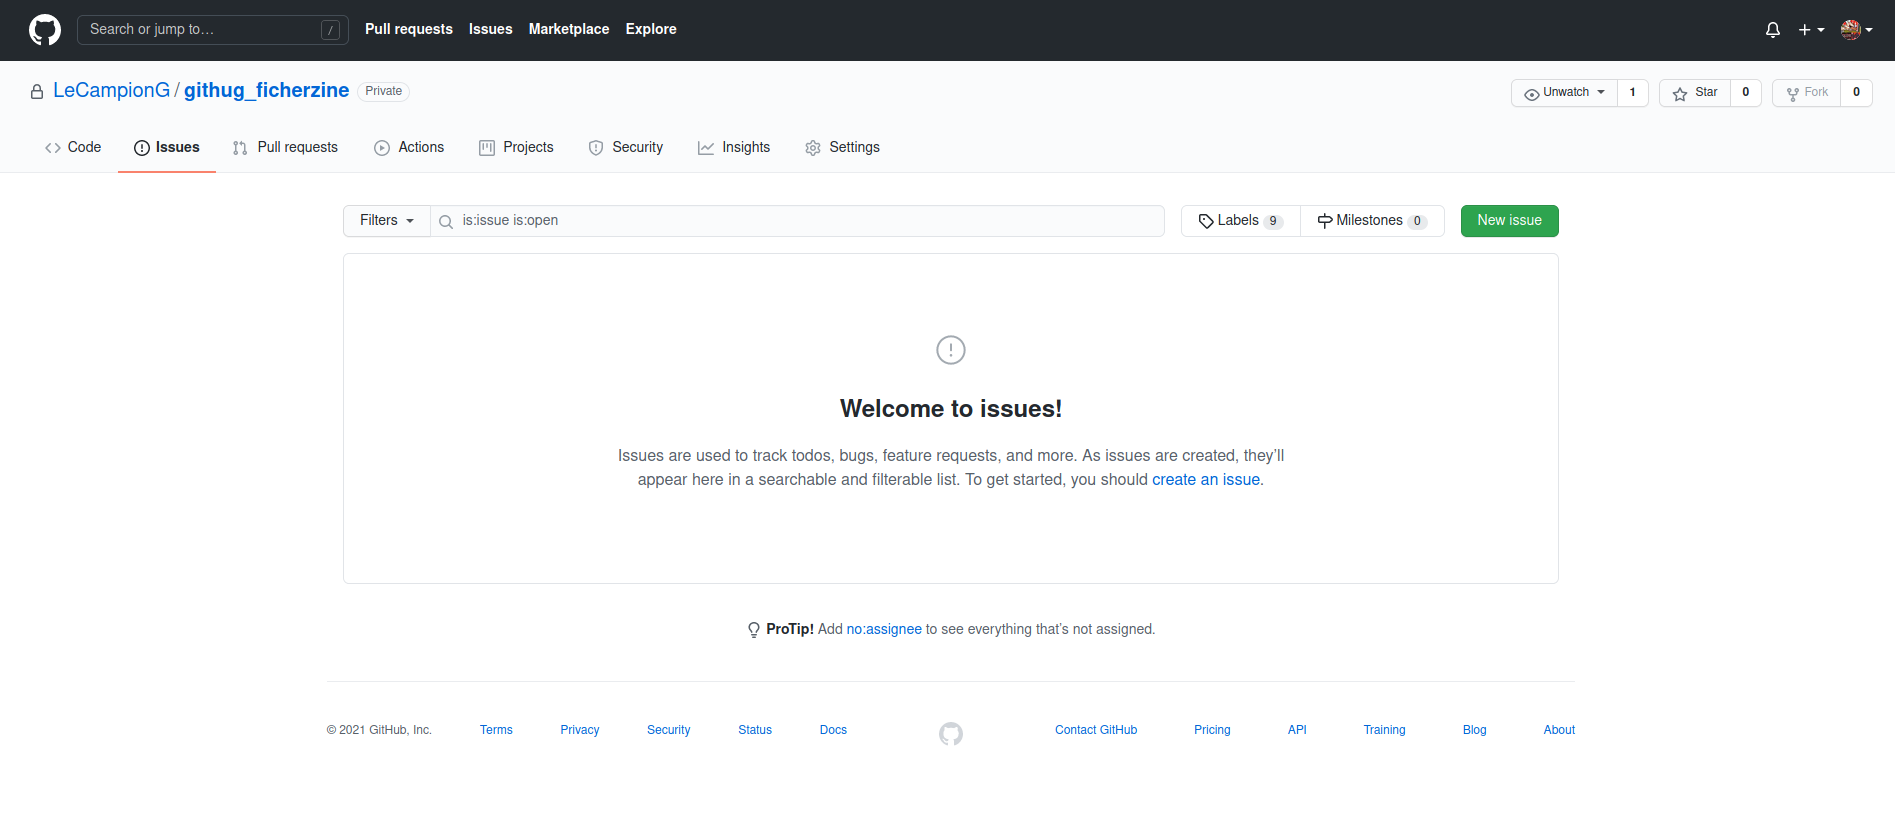 Search or jump to… / Pull requests Issues Marketplace Explore
LeCampionG / githug_ficherzine Private Unwatch 1 Star 0 Fork 0
Code Issues Pull requests Actions Projects Security Insights Settings
Filters is:issue is:open Labels 9 Milestones 0 New issue
Welcome to issues!
Issues are used to track todos, bugs, feature requests, and more. As issues are created, they’ll
appear here in a searchable and filterable list. To get started, you should create an issue.
ProTip! Add no:assignee to see everything that’s not assigned.
© 2021 GitHub, Inc. Terms Privacy Security Status Docs Contact GitHub Pricing API Training Blog About